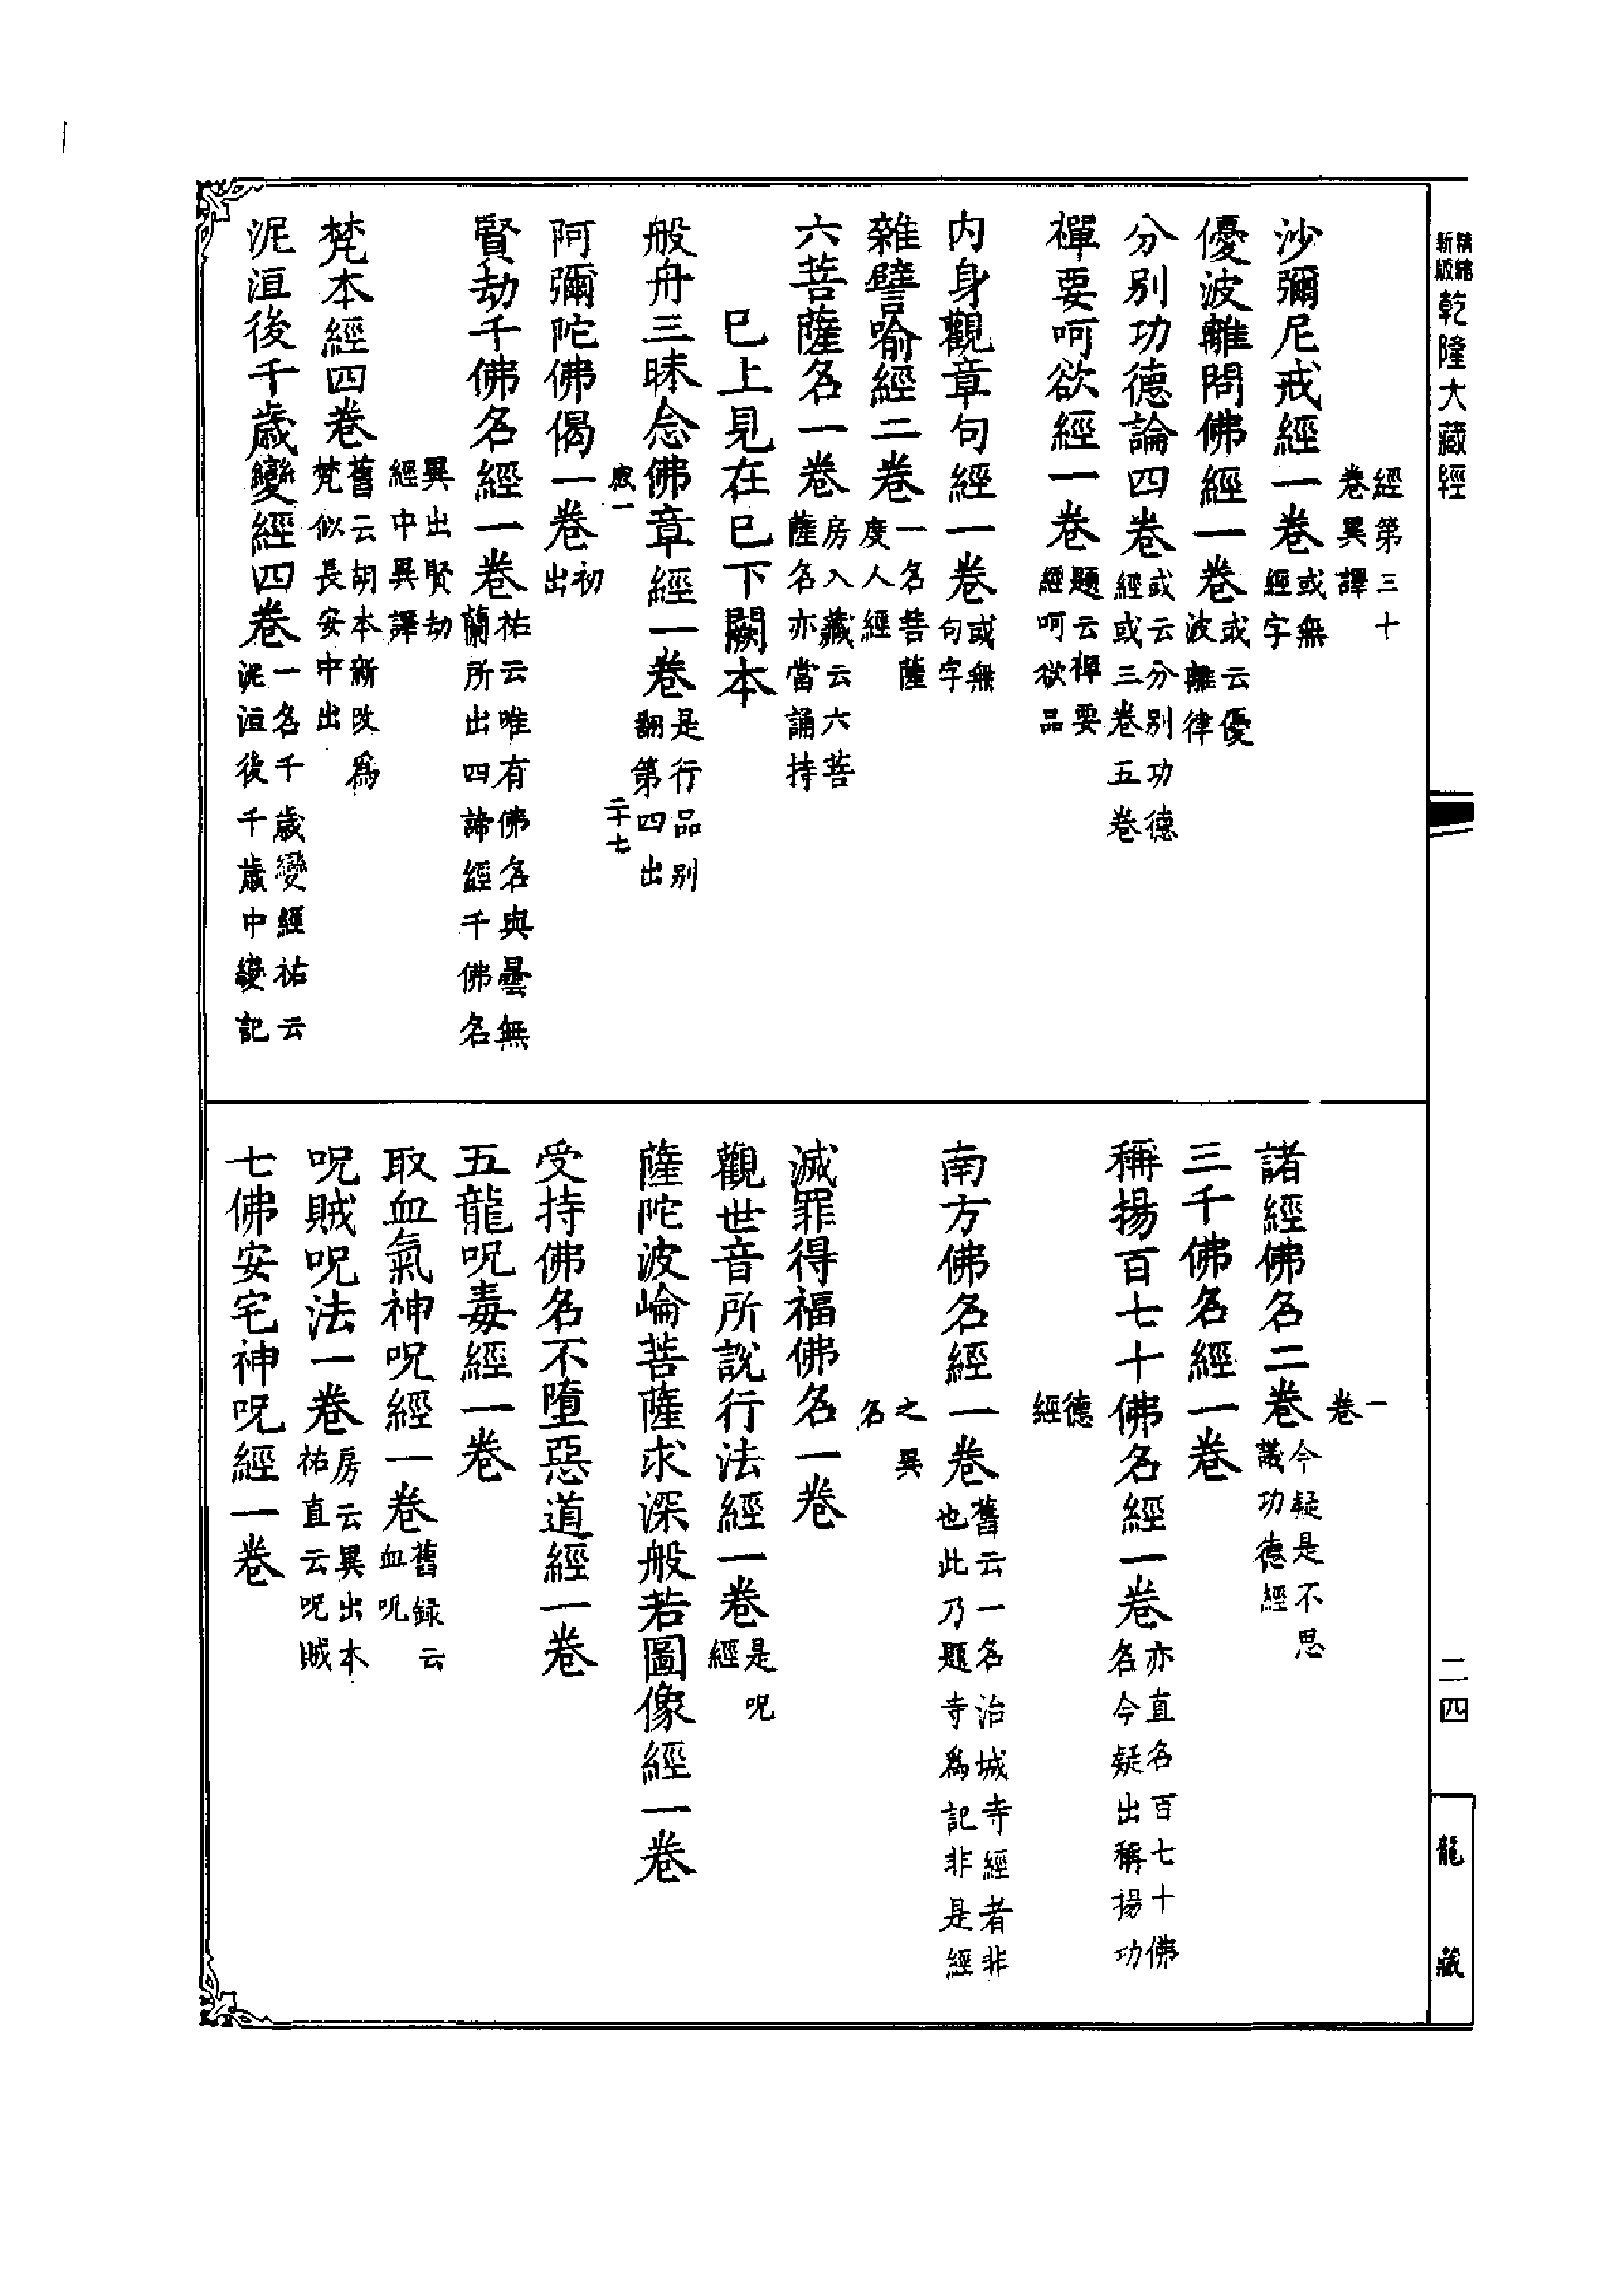 精縮
新版
乾隆大藏經
經第三十
卷異譯
沙彌尼戒經一卷或無
經字
優波離問佛經一卷或云優
波離律
分别功德論四卷或云分别功德
經或三卷五卷
禪要呵欲經一卷題云禪要
經呵欲品
内身觀章句經一卷或無
句字
雜譬喻經二卷一名菩薩
度人經
六菩薩名一卷房入藏云六菩
薩名亦當誦持
已上見在已下闕本
般舟三昧念佛章經一卷是行品别
翻第四出
二十七
阿彌陀佛偈一卷初
出
賢劫千佛名經一卷祐云唯有佛名與曇無
蘭所出四諦經千佛名
異出賢劫
經中異譯
梵本經四卷舊云胡本新改爲
梵似長安中出
泥洹後千歲變經四卷一名千歲變經祐云
泥洹後千歲中變記
一
卷
諸經佛名二卷今疑是不思
議功德經
三千佛名經一卷
稱揚百七十佛名經一卷亦直名百七十佛
名今疑出稱揚功
德
經
南方佛名經一卷舊云一名治城寺經者非
也此乃題寺爲記非是經
之異
名
滅罪得福佛名一卷
觀世音所說行法經一卷是呪
經
薩陀波崘菩薩求深般若圖像經一卷
受持佛名不墮惡道經一卷
五龍呪毒經一卷
取血氣神呪經一卷舊録云
血呪
呪賊呪法一卷房云異出本
祐直云呪賊
七佛安宅神呪經一卷
二四
龍藏